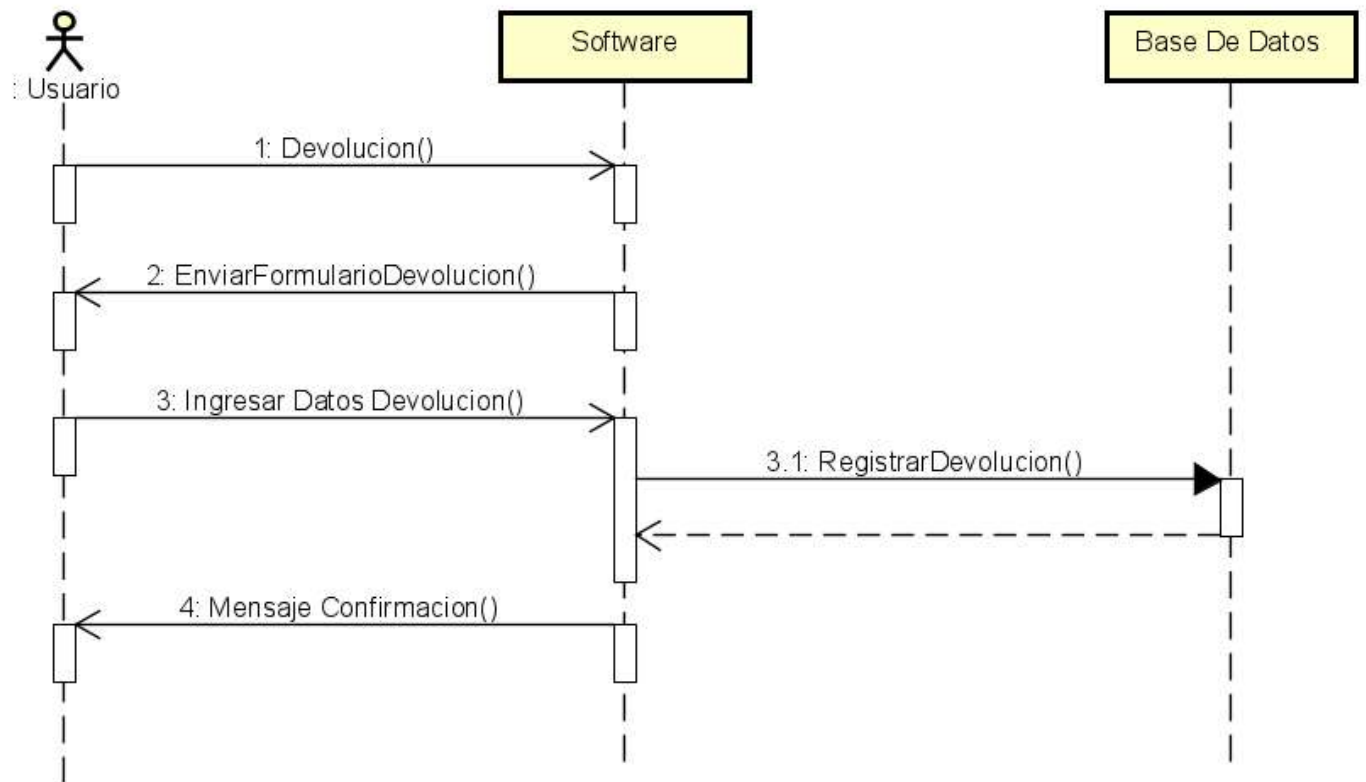 Software
Base De Datos
: Usuario
1: Devolucion()
2: EnviarFormularioDevolucion()
3: Ingresar Datos Devolucion()
3.1: RegistrarDevolucion()
4: Mensaje Confirmacion()